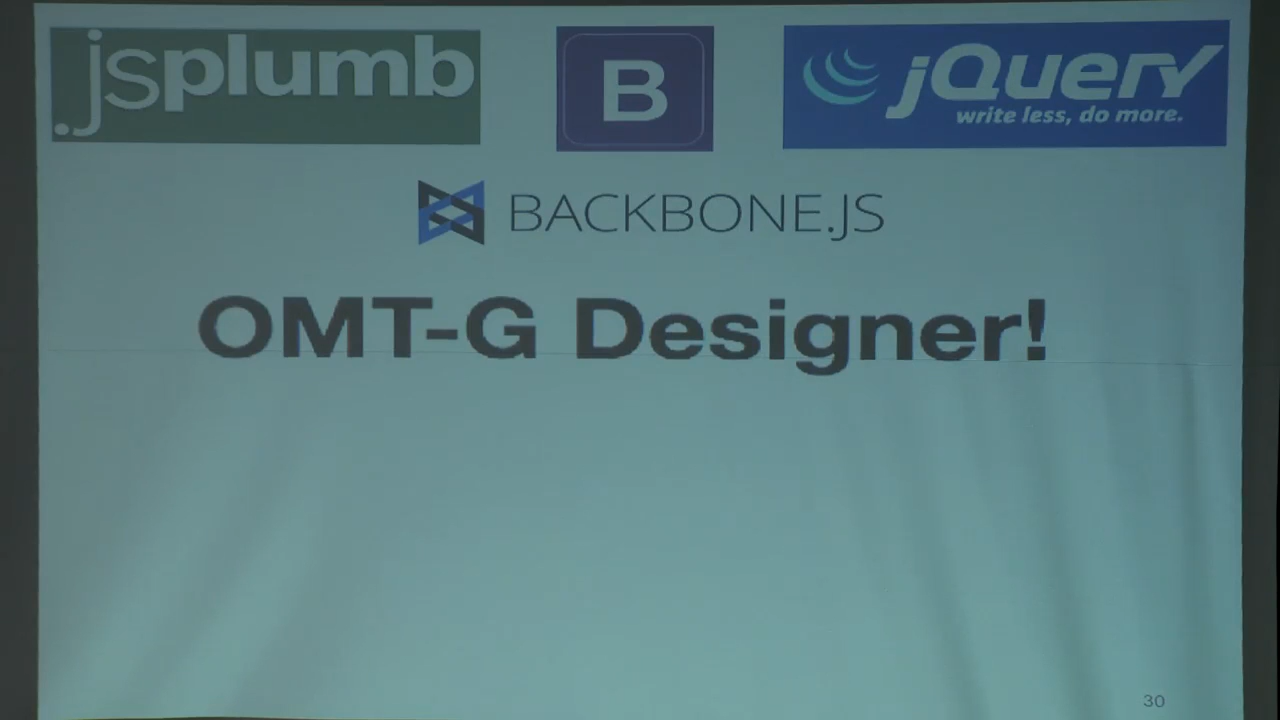 .jsplumb
B
jQuery
write less, do more.
BACKBONE.JS
OMT-G Designer!
30